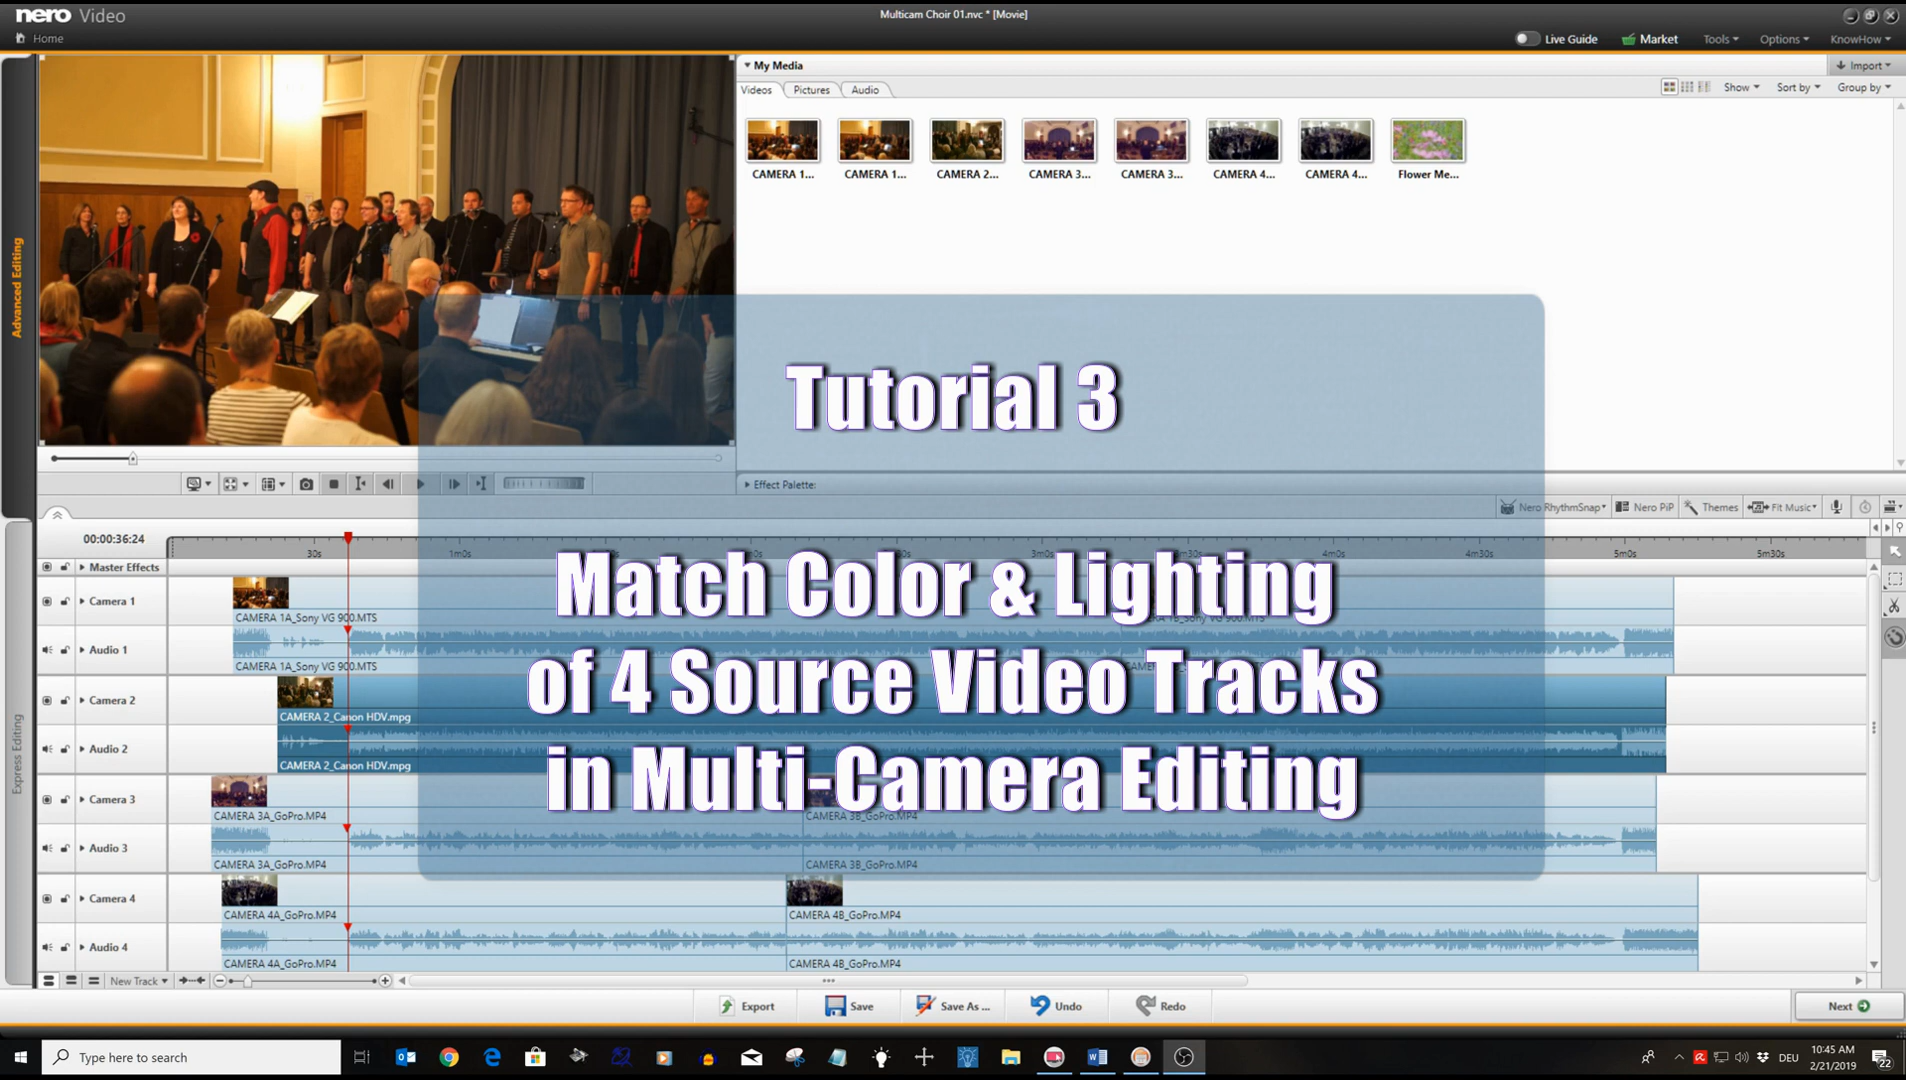 nero Video
Multicam Choir 01.nvc * [Movie]
Home
Live Guide
Market
Tools
Options
KnowHow
My Media
Import
Videos
Pictures
Audio
Show
Sort by
Group by
CAMERA 1...
CAMERA 1...
CAMERA 2...
CAMERA 3...
CAMERA 3...
CAMERA 4...
CAMERA 4...
Flower Me...
Advanced Editing
Tutorial 3
Effect Palette:
Nero RhythmSnap
Nero PiP
Themes
Fit Music
00:00:36:24
30s
1m0s
3m0s
4m0s
4m30s
5m0s
5m30s
Master Effects
Camera 1
CAMERA 1A_Sony VG 900.MTS
Match Color & Lighting
Audio 1
CAMERA 1A_Sony VG 900.MTS
of 4 Source Video Tracks
Camera 2
CAMERA 2_Canon HDV.mpg
Audio 2
CAMERA 2_Canon HDV.mpg
in Multi-Camera Editing
Express Editing
Camera 3
CAMERA 3A_GoPro.MP4
CAMERA 3B_GoPro.MP4
Audio 3
CAMERA 3A_GoPro.MP4
CAMERA 3B_GoPro.MP4
Camera 4
CAMERA 4A_GoPro.MP4
CAMERA 4B_GoPro.MP4
Audio 4
CAMERA 4A_GoPro.MP4
CAMERA 4B_GoPro.MP4
New Track
Export
Save
Save As ...
Undo
Redo
Next
Type here to search
DEU
10:45 AM
2/21/2019
22